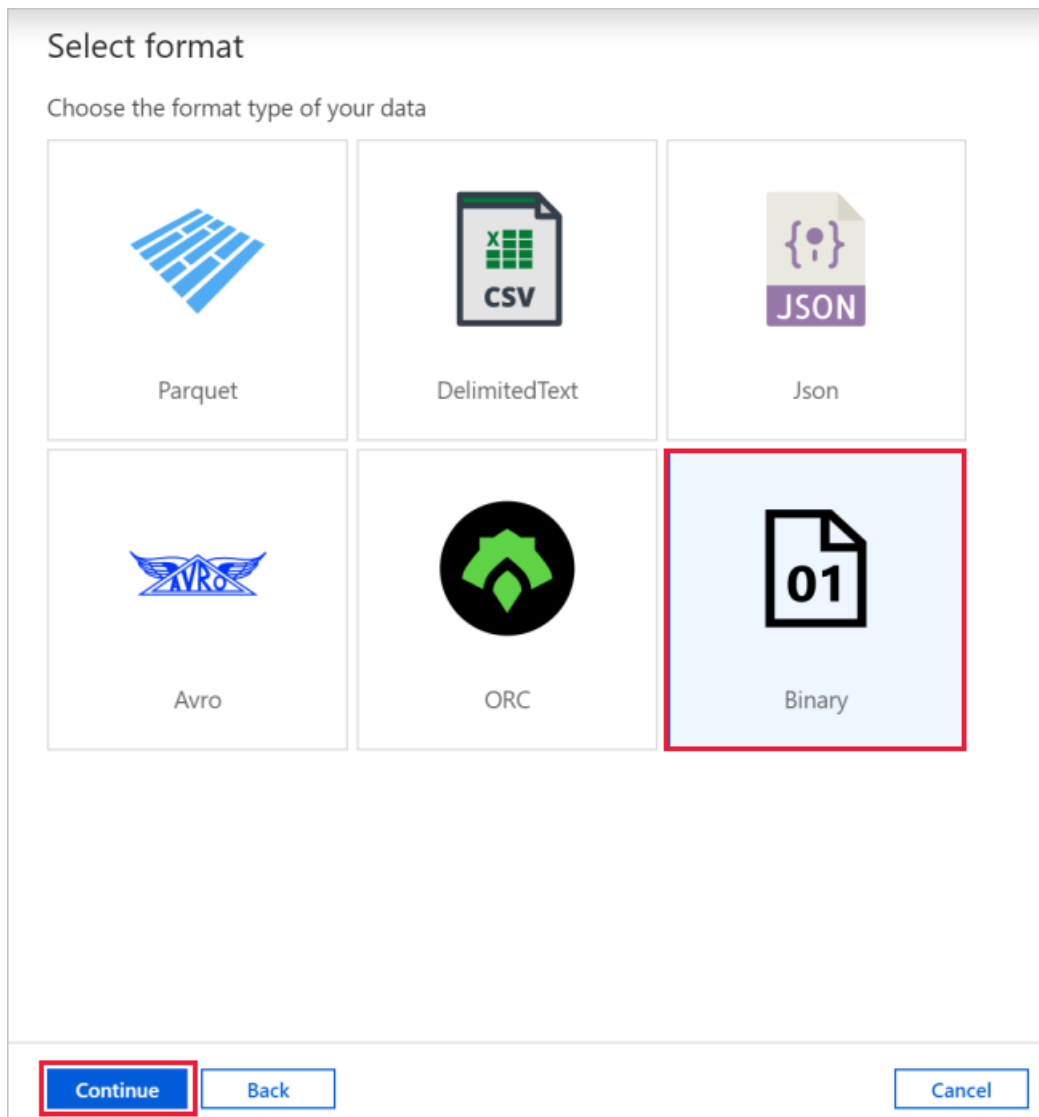 Select format
Choose the format type of your data
X
CSV
{i}
JSON
Parquet
DelimitedText
Json
AVRO
01
Avro
ORC
Binary
Continue
Back
Cancel